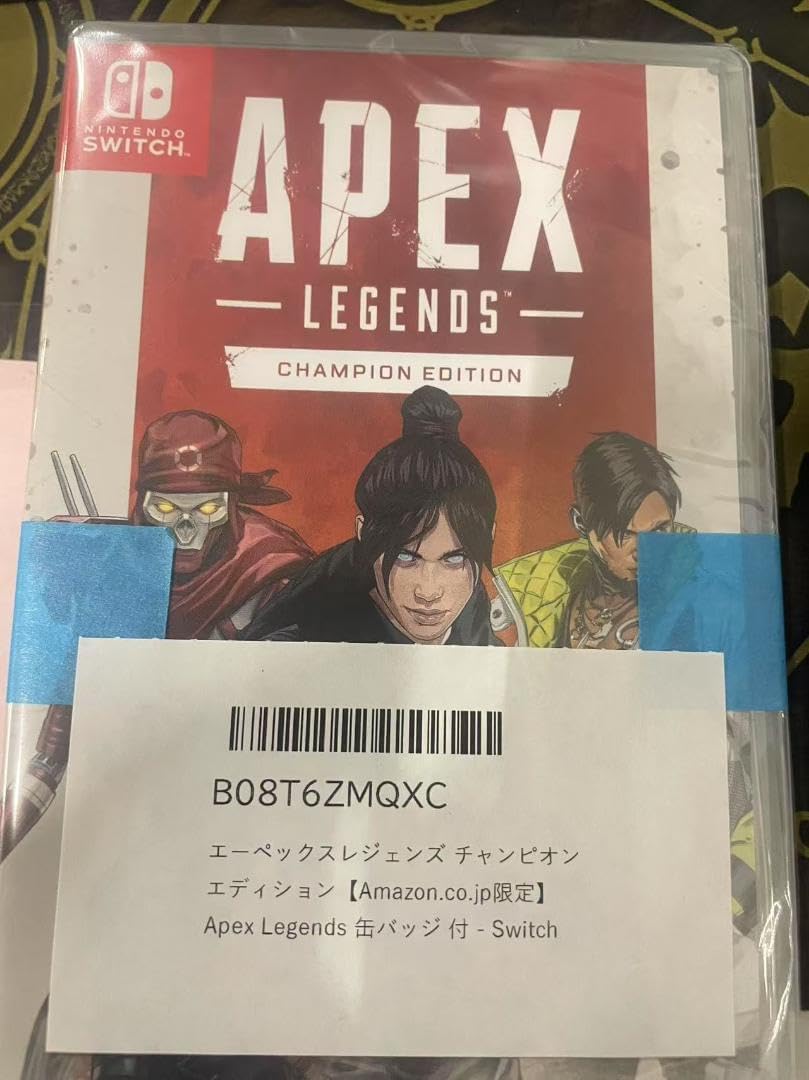 NINTENDO
SWITCH™
APEX
LEGENDS™
CHAMPION EDITION
B08T6ZMQXC
エーペックスレジェンズ チャンピオン
エディション【Amazon.co.jp限定】
Apex Legends 缶バッジ 付 - Switch